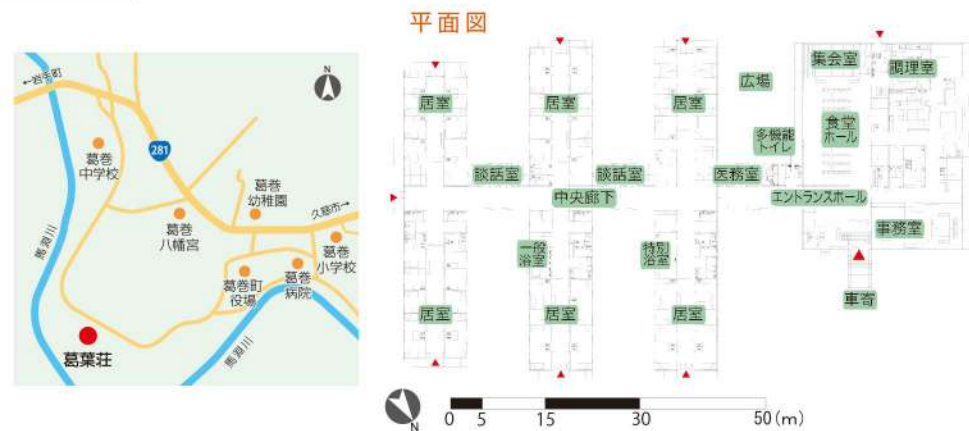 平面図
N
←岩手町
281
葛巻
中学校
葛巻
幼稚園
久慈市→
葛巻
八幡宮
馬淵川
葛巻
小学校
葛巻町
役場
葛巻
病院
葛葉荘
馬淵川
居室
居室
居室
広場
集会室
調理室
多機能
トイレ
食堂
ホール
談話室
談話室
医務室
中央廊下
エントランスホール
事務室
一般
浴室
特別
浴室
車寄
居室
居室
居室
N
0 5 15 30 50 (m)